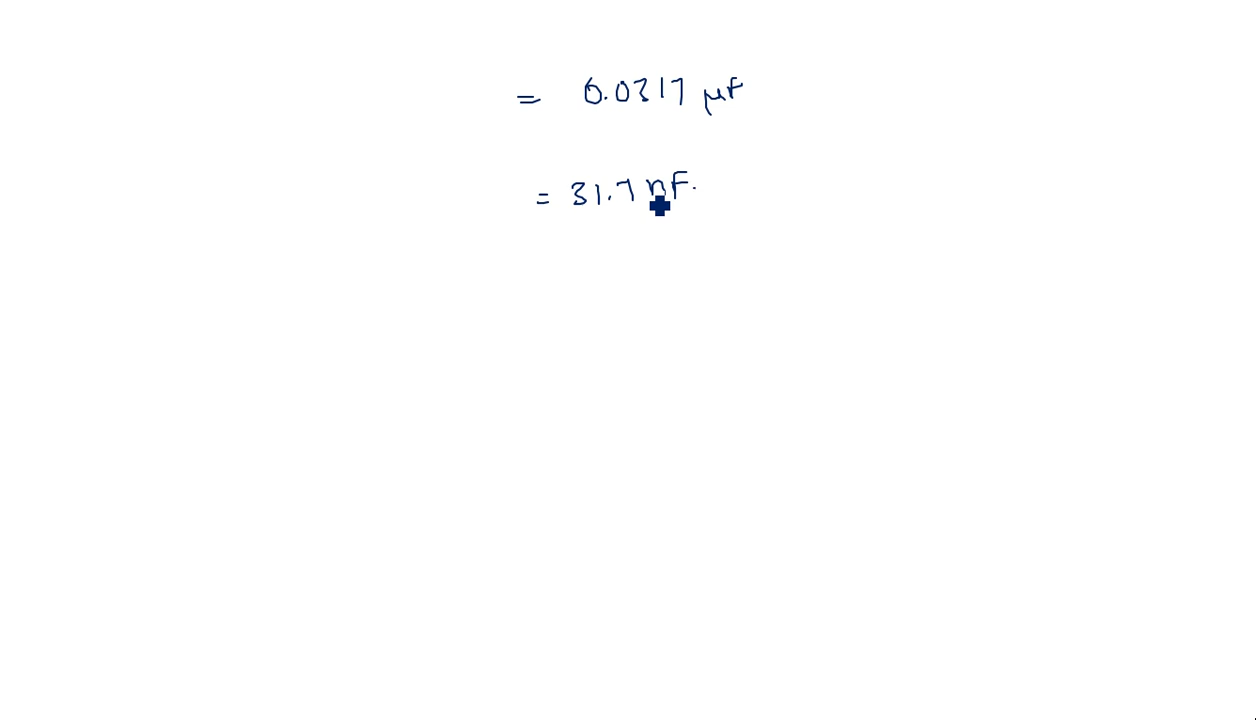 = 0.0317 μF
= 31.7 nF.